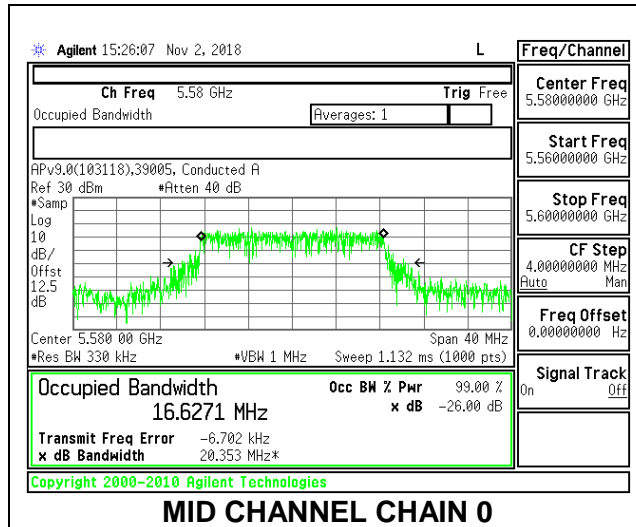 Agilent 15:26:07 Nov 2, 2018 L Freq/Channel
Ch Freq 5.58 GHz Trig Free
Occupied Bandwidth Averages: 1
Center Freq
5.58000000 GHz
Start Freq
5.56000000 GHz
APv9.0(103118),39005, Conducted A
Ref 30 dBm #Atten 40 dB
#Samp
Log
10
dB/
Offst
12.5
dB
Stop Freq
5.60000000 GHz
CF Step
4.00000000 MHz
Auto Man
Freq Offset
0.00000000 Hz
Center 5.580 00 GHz Span 40 MHz
#Res BW 330 kHz #VBW 1 MHz Sweep 1.132 ms (1000 pts)
Signal Track
On Off
Occupied Bandwidth Occ BW % Pwr 99.00 %
16.6271 MHz x dB -26.00 dB
Transmit Freq Error -6.702 kHz
x dB Bandwidth 20.353 MHz*
Copyright 2000-2010 Agilent Technologies
MID CHANNEL CHAIN 0